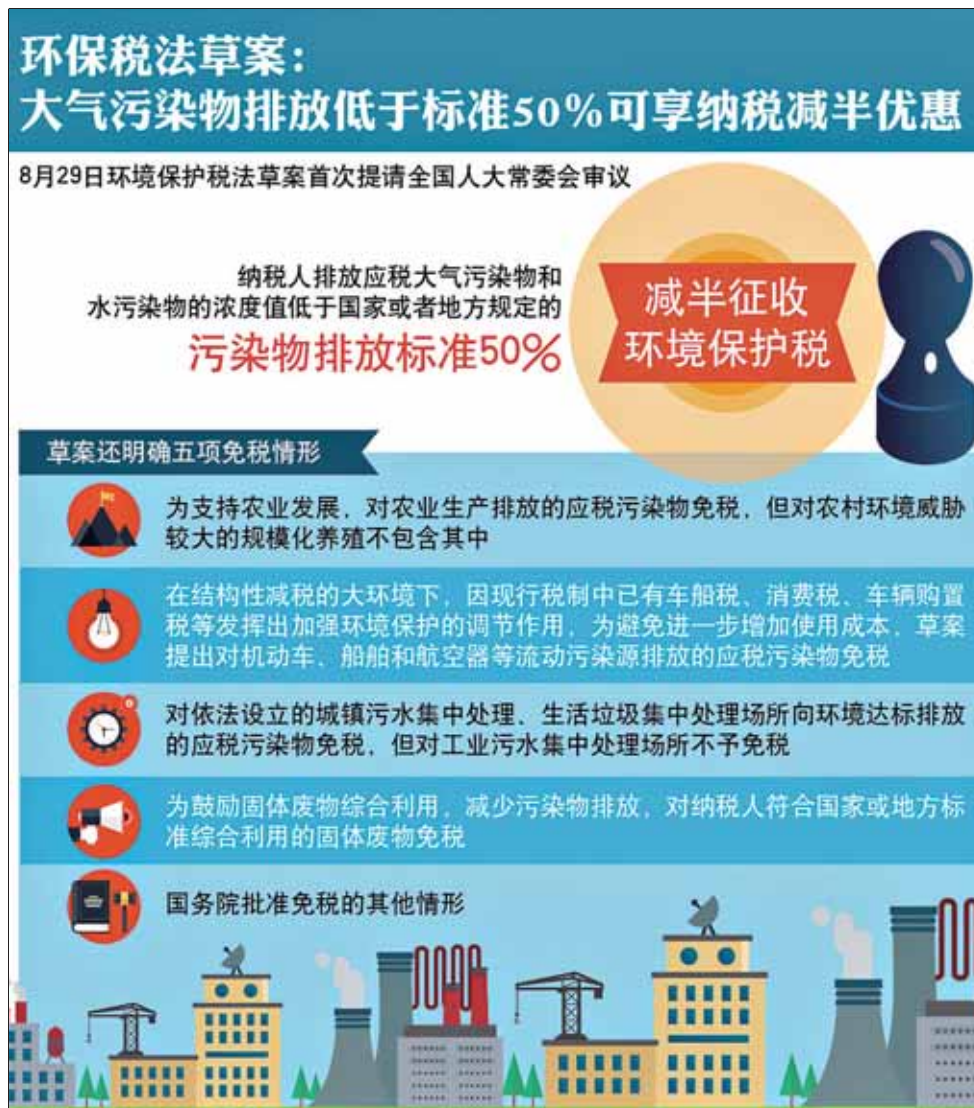 环保税法草案：
大气污染物排放低于标准50%可享纳税减半优惠
8月29日环境保护税法草案首次提请全国人大常委会审议
纳税人排放应税大气污染物和
水污染物的浓度值低于国家或者地方规定的
污染物排放标准50%
减半征收
环境保护税
草案还明确五项免税情形
为支持农业发展，对农业生产排放的应税污染物免税，但对农村环境威胁
较大的规模化养殖不包含其中
在结构性减税的大环境下，因现行税制中已有车船税、消费税、车辆购置
税等发挥出加强环境保护的调节作用，为避免进一步增加使用成本，草案
提出对机动车、船舶和航空器等流动污染源排放的应税污染物免税
对依法设立的城镇污水集中处理、生活垃圾集中处理场所向环境达标排放
的应税污染物免税，但对工业污水集中处理场所不予免税
为鼓励固体废物综合利用，减少污染物排放，对纳税人符合国家或地方标
准综合利用的固体废物免税
国务院批准免税的其他情形